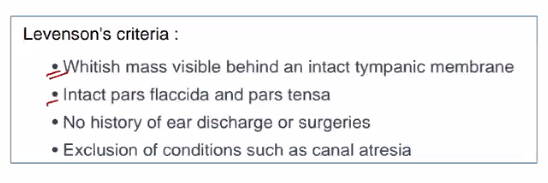 Levenson's criteria :
• Whitish mass visible behind an intact tympanic membrane
• Intact pars flaccida and pars tensa
• No history of ear discharge or surgeries
• Exclusion of conditions such as canal atresia